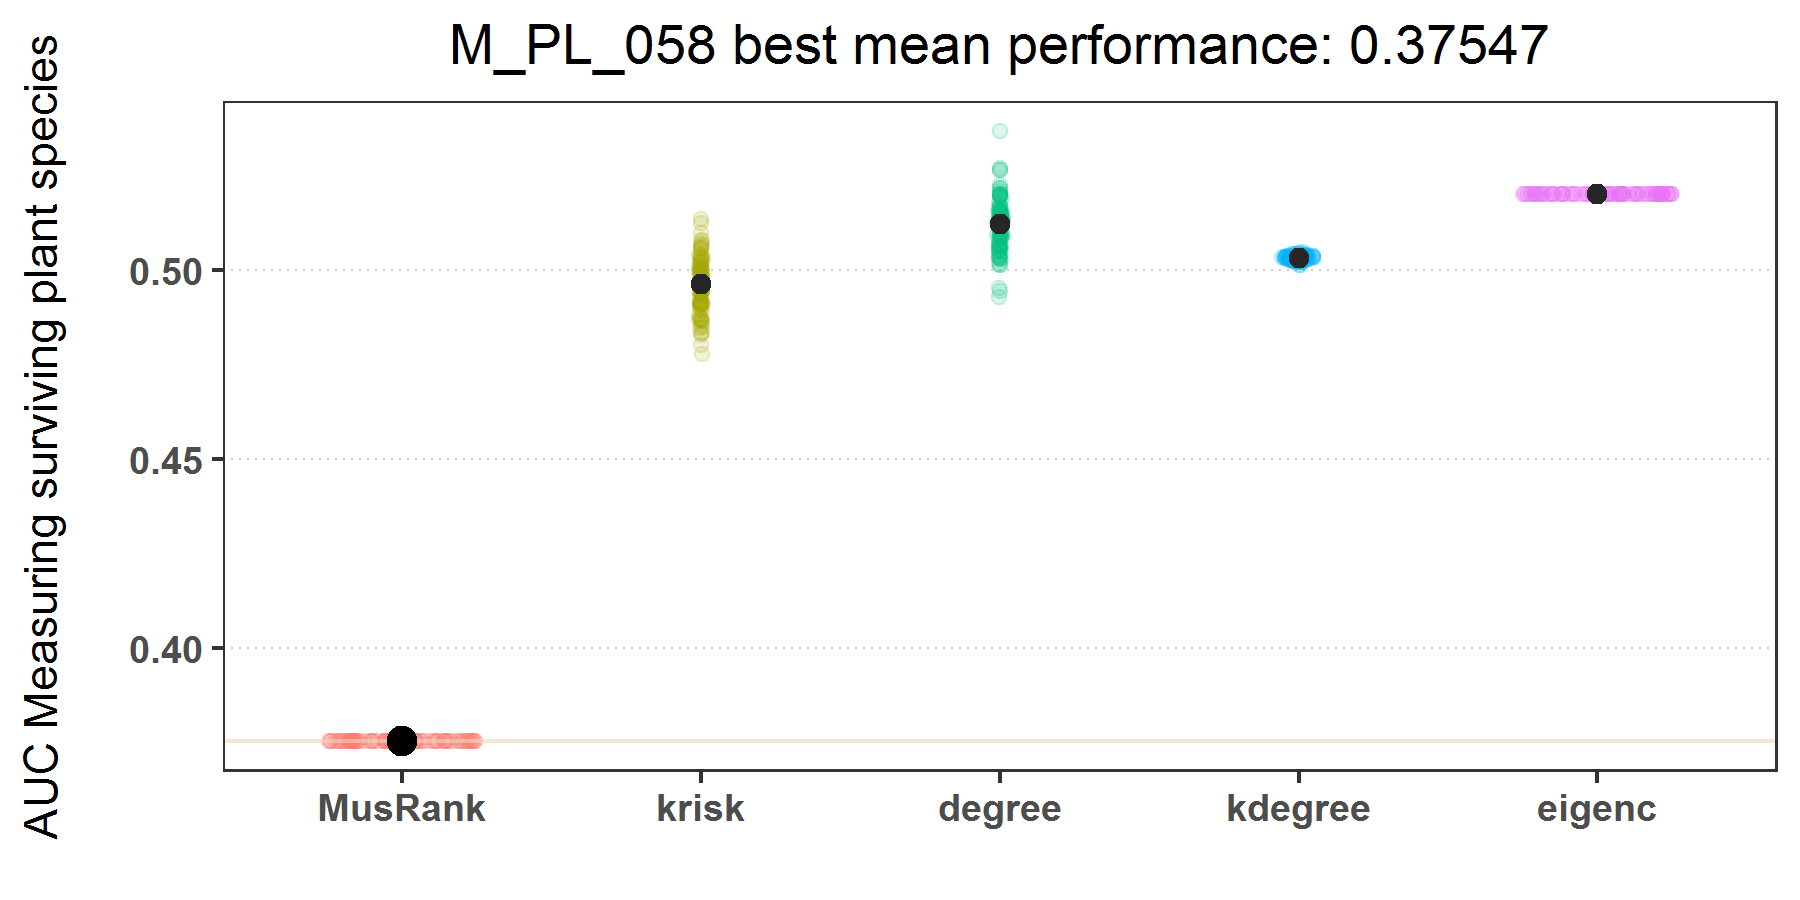 M_PL_058 best mean performance: 0.37547
AUC Measuring surviving plant species
0.50
0.45
0.40
MusRank krisk degree kdegree eigenc